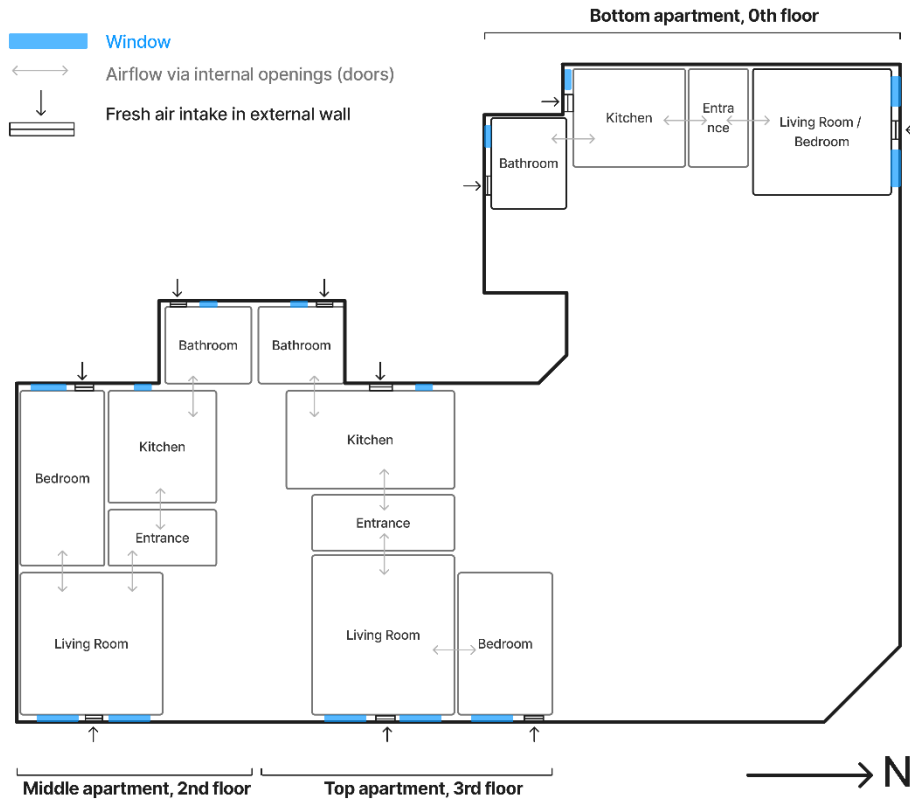 Bottom apartment, 0th floor
Window
Airflow via internal openings (doors)
Fresh air intake in external wall
Kitchen
Entra
nce
Living Room /
Bedroom
Bathroom
Bathroom
Bathroom
Bedroom
Kitchen
Entrance
Living Room
Kitchen
Entrance
Living Room
Bedroom
N
Middle apartment, 2nd floor
Top apartment, 3rd floor